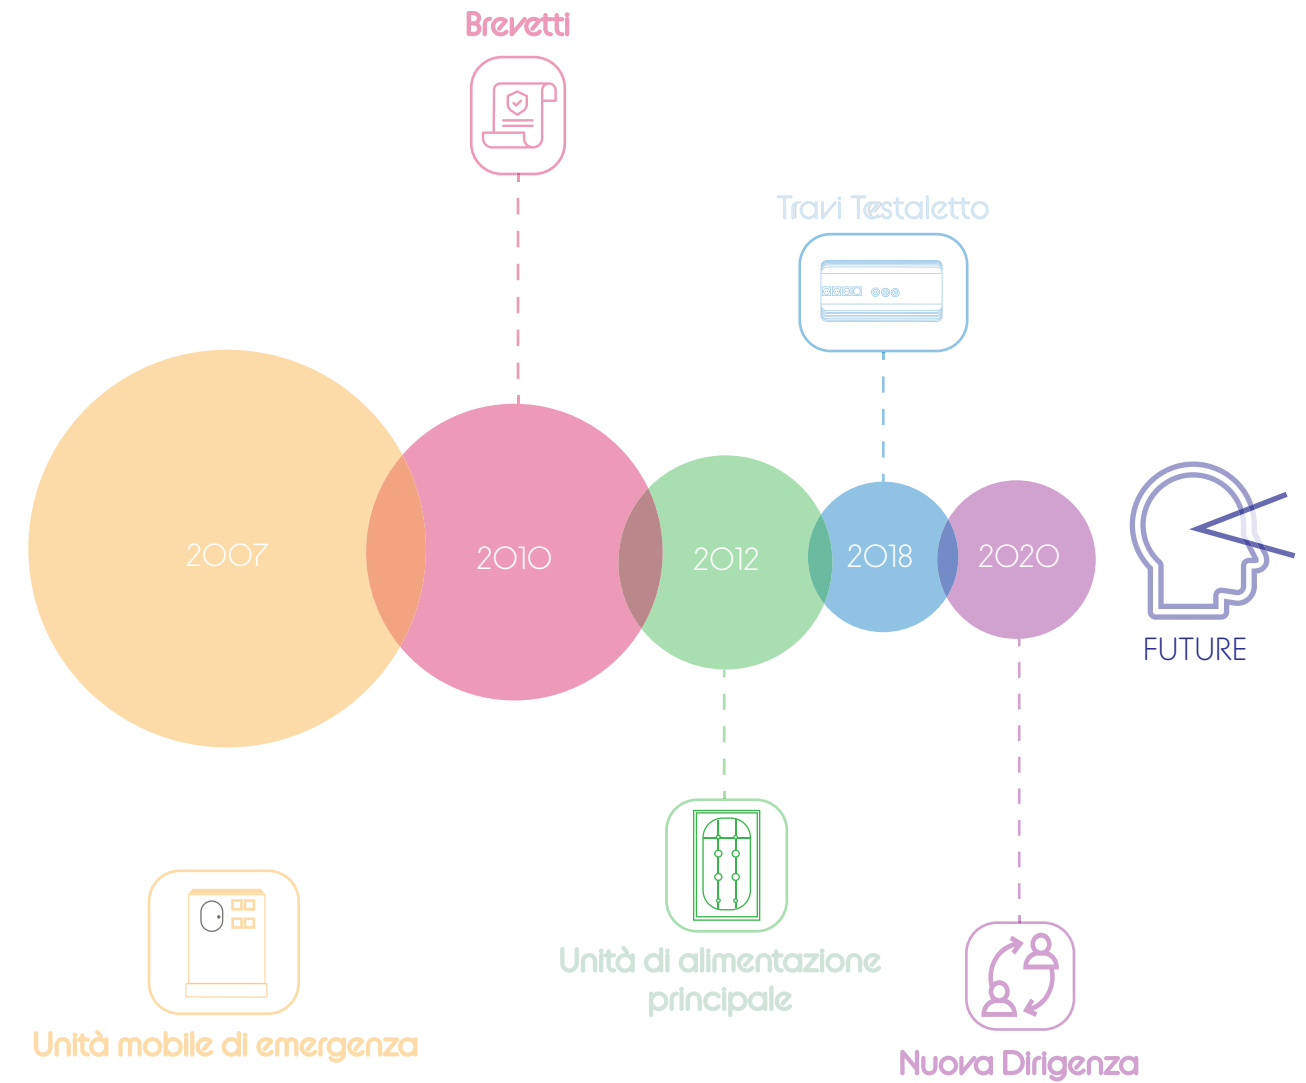 Brevetti
Travi Testaletto
2007
2010
2012
2018
2020
FUTURE
Unità di alimentazione
principale
Unità mobile di emergenza
Nuova Dirigenza